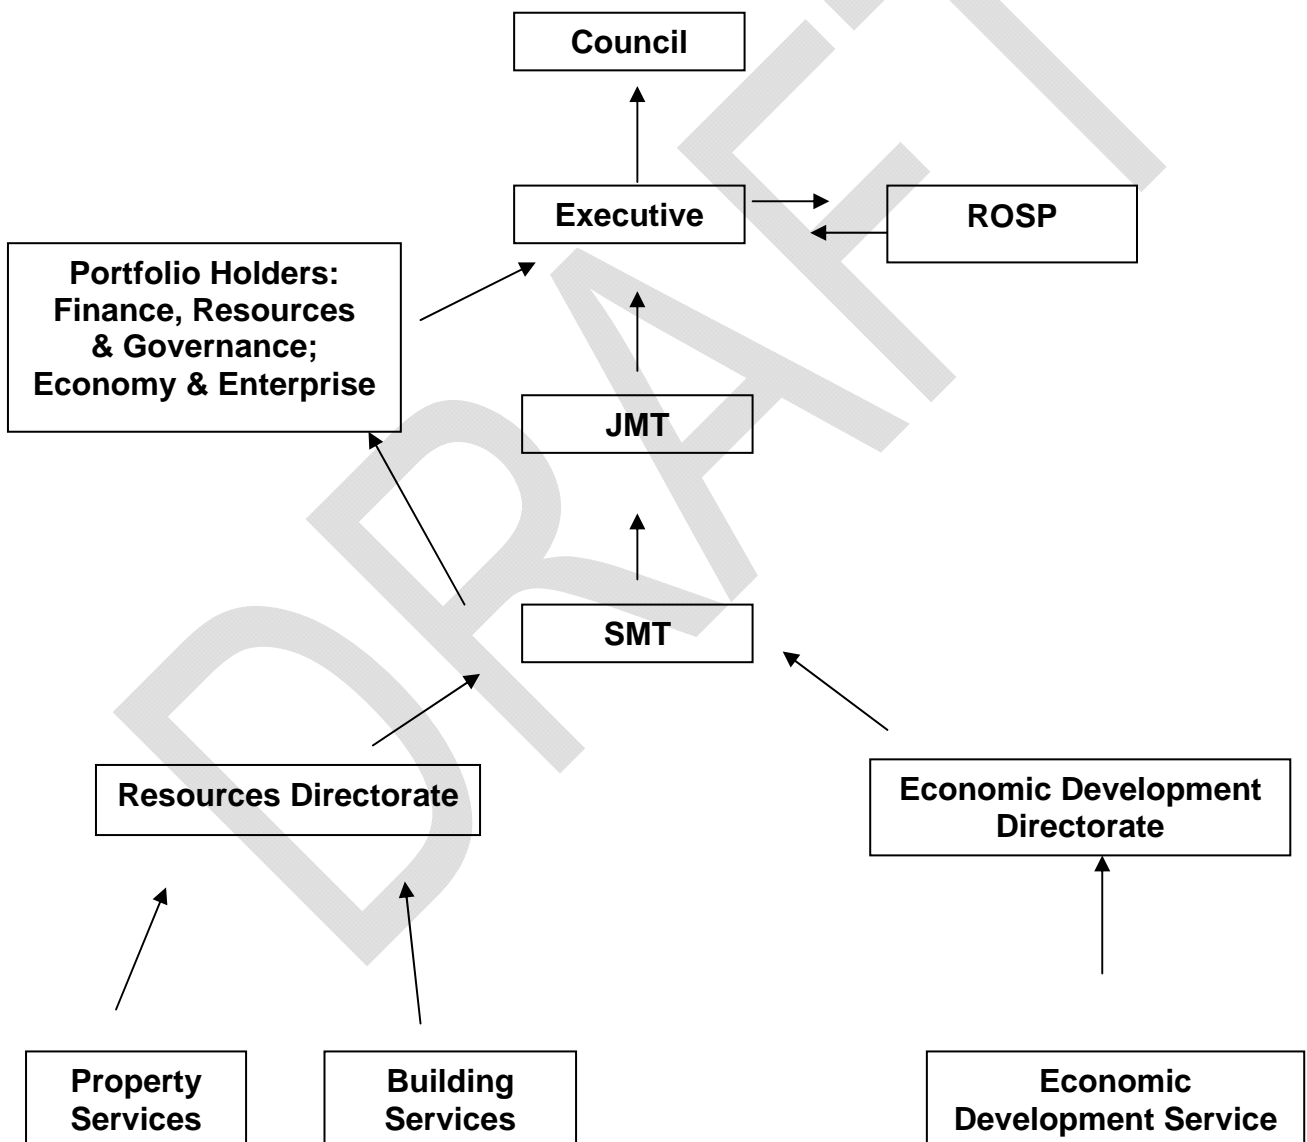 Council
Executive
ROSP
Portfolio Holders:
Finance, Resources
& Governance;
Economy & Enterprise
JMT
SMT
Resources Directorate
Economic Development
Directorate
Property
Services
Building
Services
Economic
Development Service
DRAFT